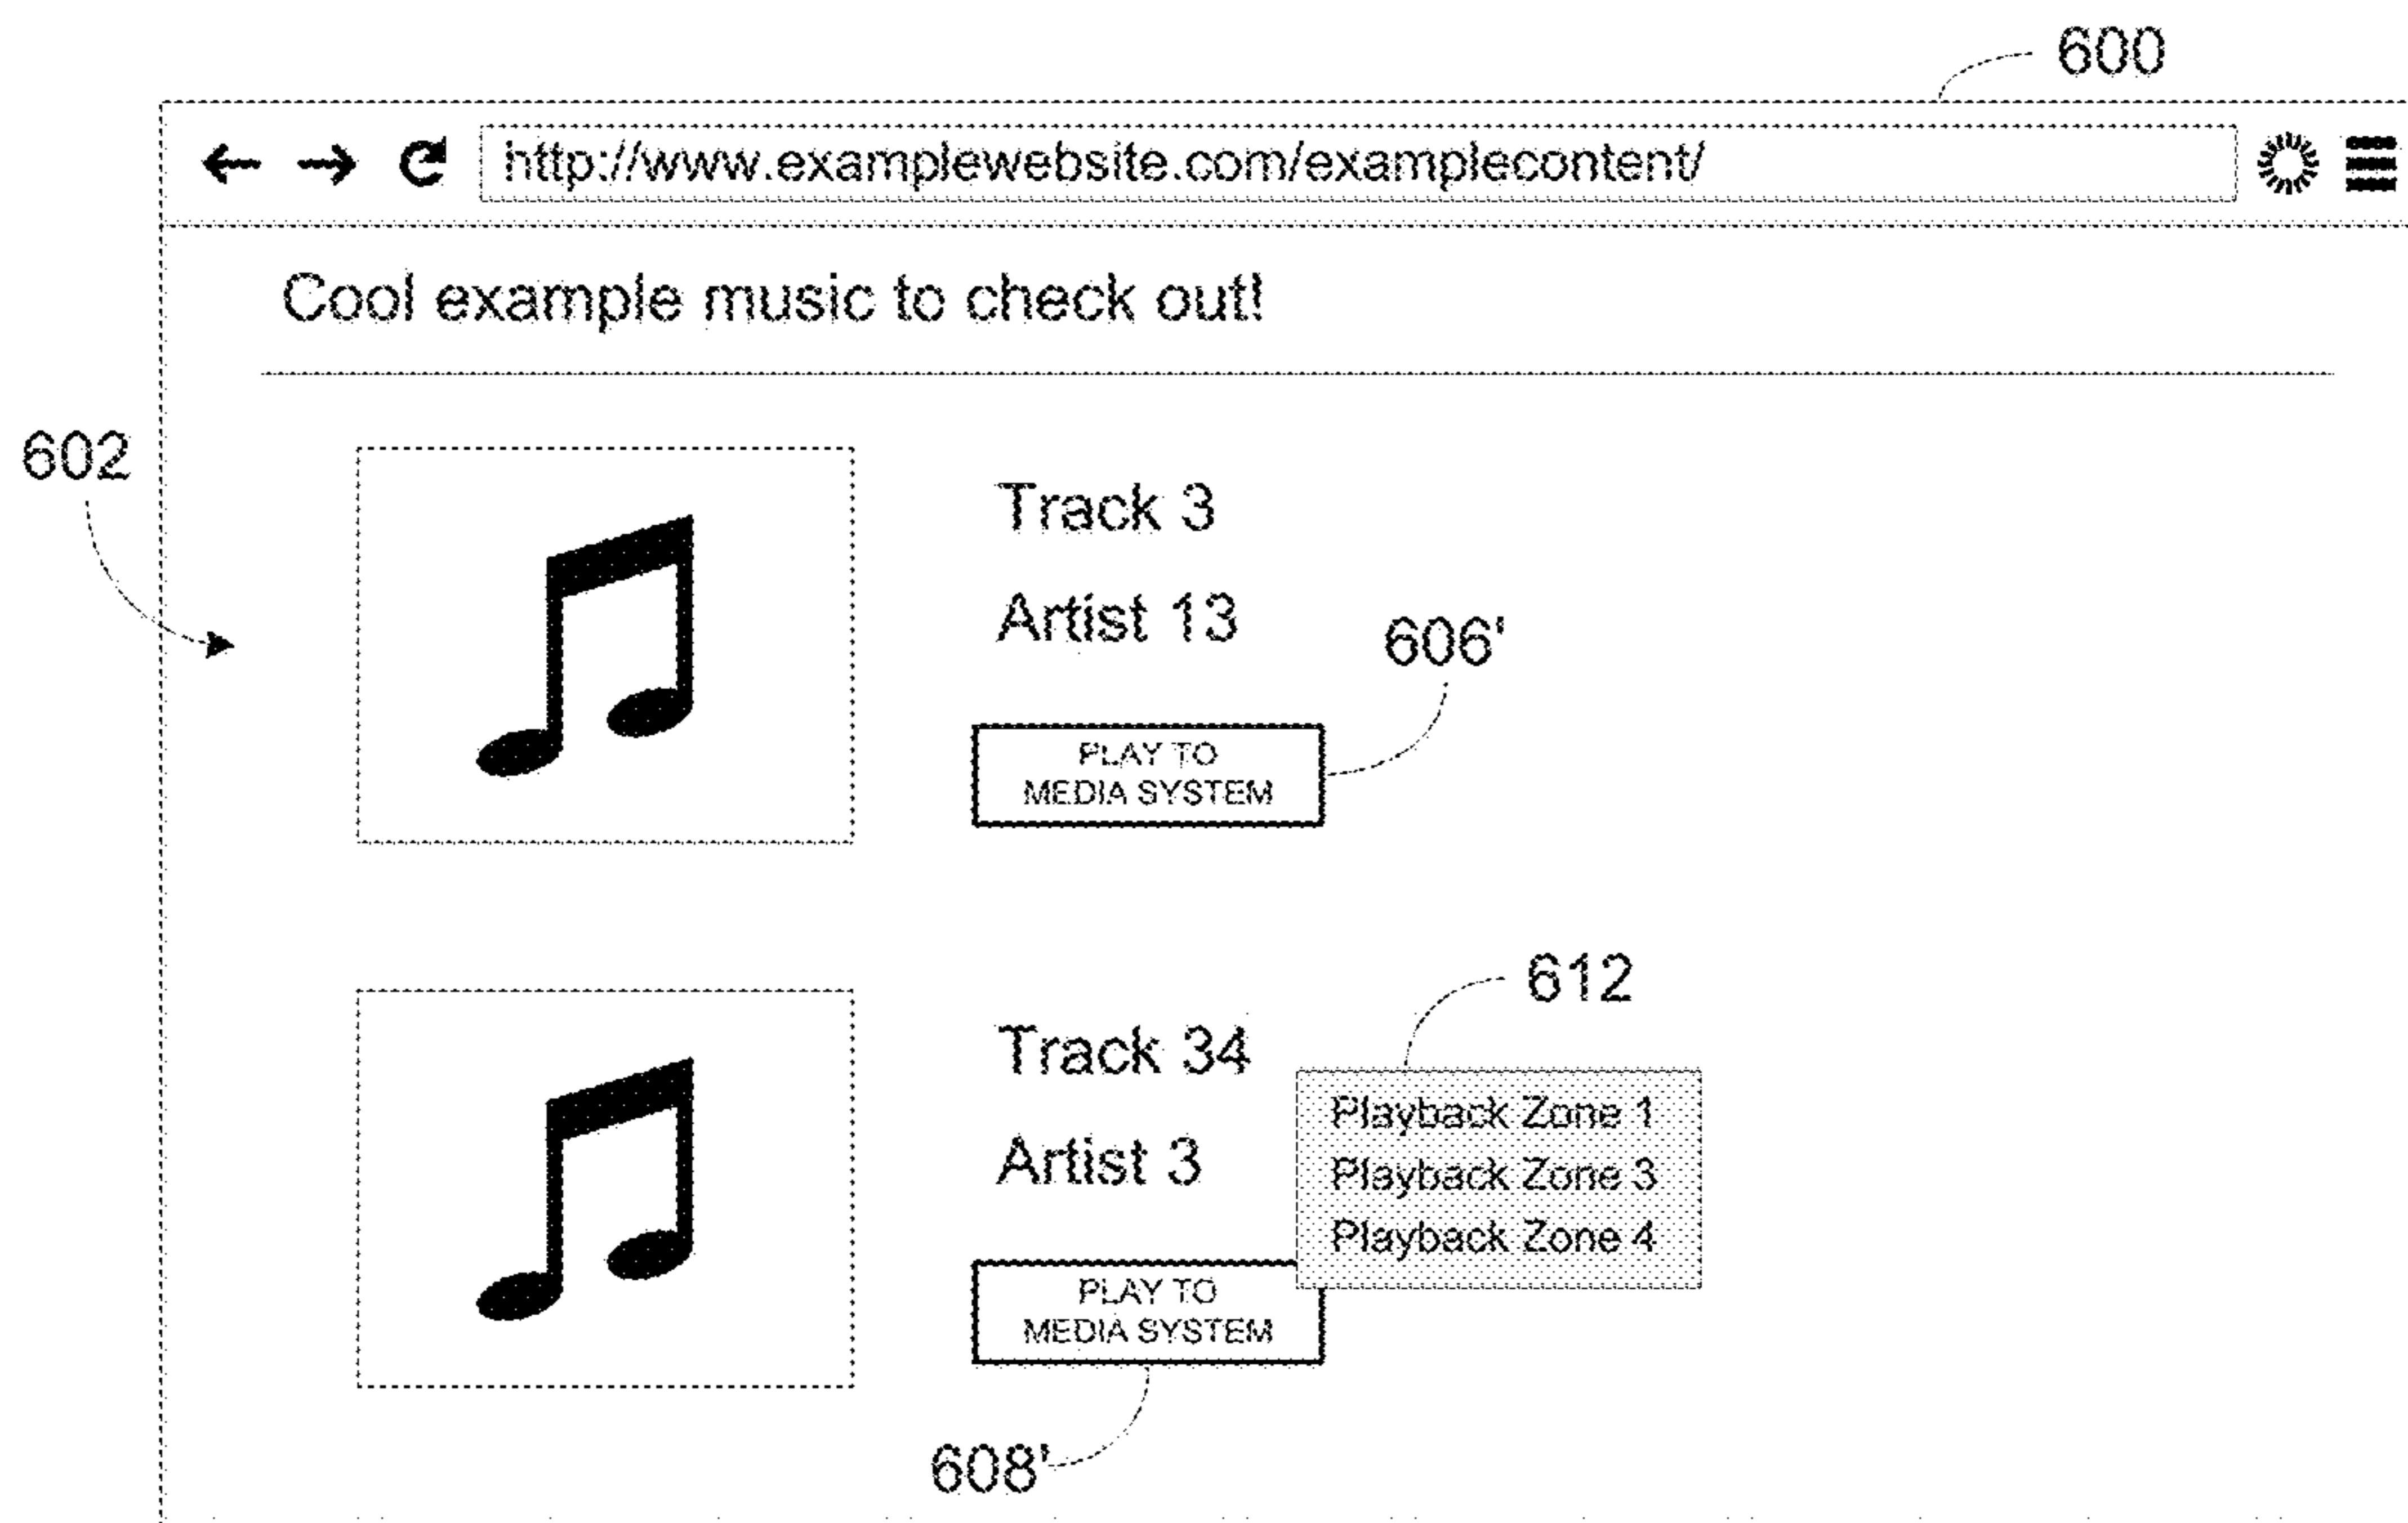 600
http://www.examplewebsite.com/examplecontent/
Cool example music to check out!
602
Track 3
Artist 13
606'
PLAY TO
MEDIA SYSTEM
612
Track 34
Playback Zone 1
Artist 3
Playback Zone 3
Playback Zone 4
PLAY TO
MEDIA SYSTEM
608'